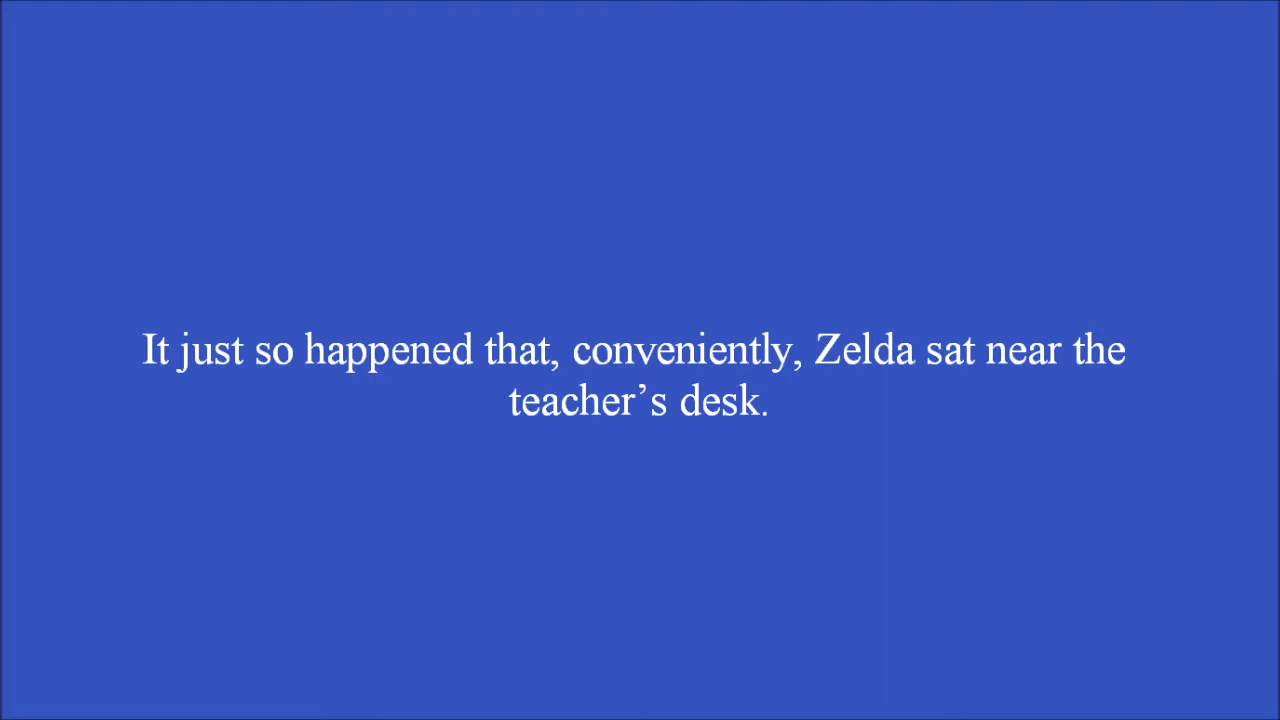 It just so happened that, conveniently, Zelda sat near the
teacher’s desk.